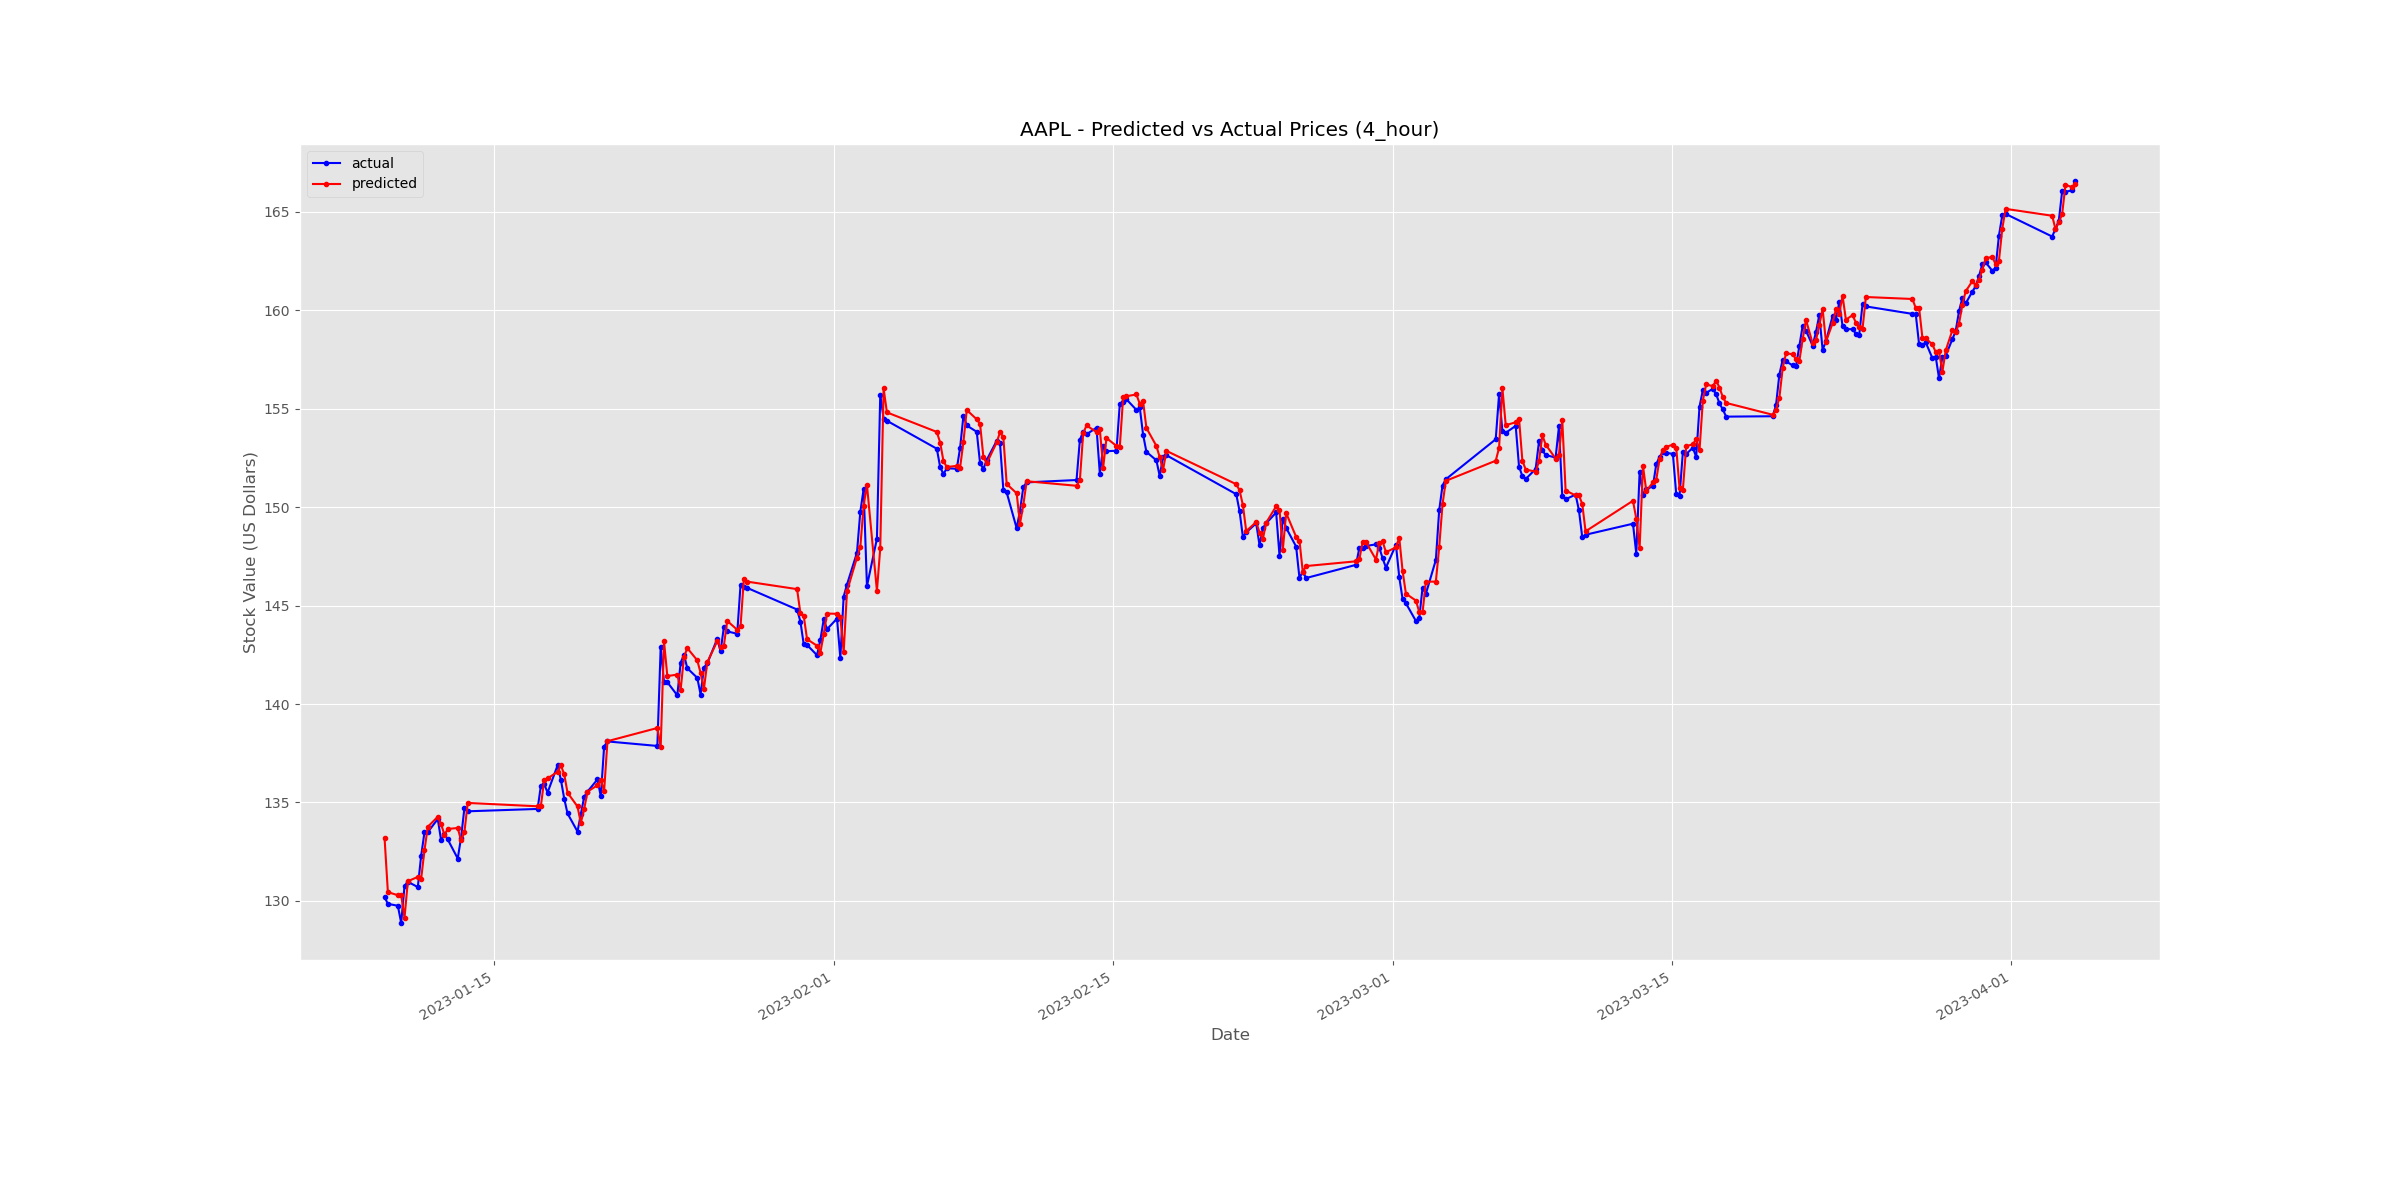 AAPL - Predicted vs Actual Prices (4_hour)
actual
predicted
165
160
155
150
145
140
135
130
Stock Value (US Dollars)
2023-01-15
2023-02-01
2023-02-15
2023-03-01
2023-03-15
2023-04-01
Date